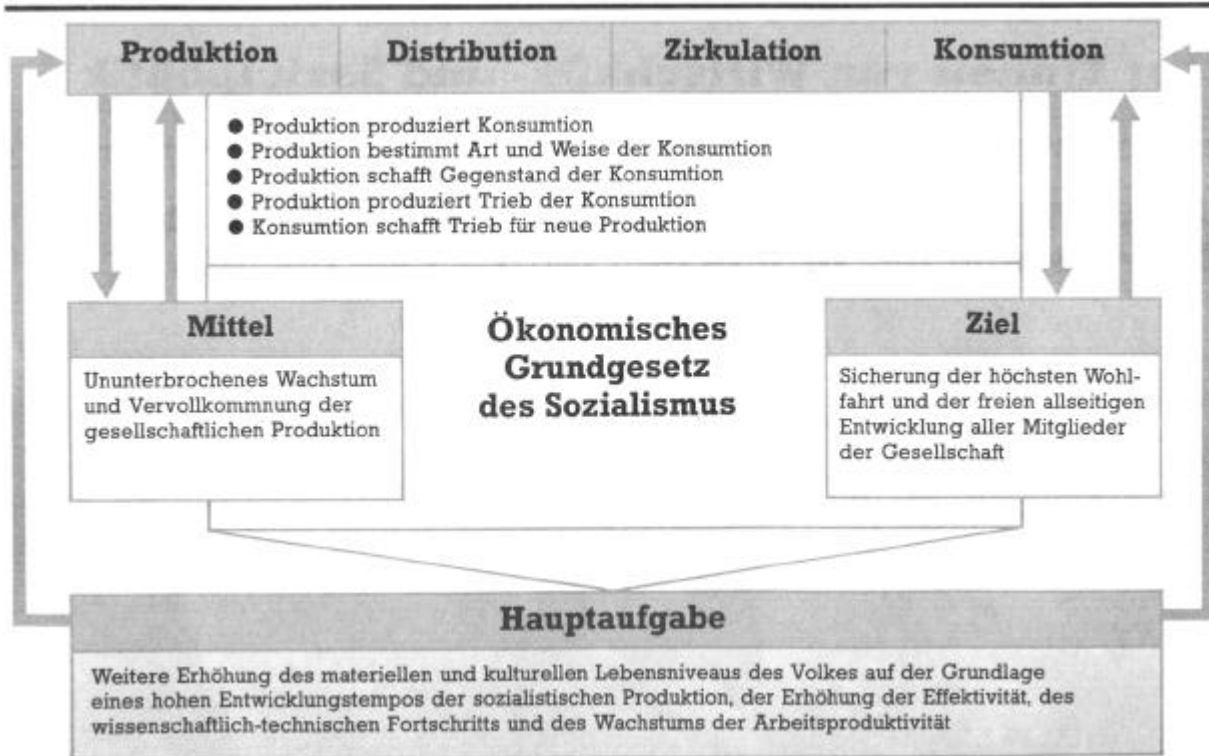 Produktion Distribution Zirkulation Konsumtion
● Produktion produziert Konsumtion
● Produktion bestimmt Art und Weise der Konsumtion
● Produktion schafft Gegenstand der Konsumtion
● Produktion produziert Trieb der Konsumtion
● Konsumtion schafft Trieb für neue Produktion
Mittel
Ununterbrochenes Wachstum
und Vervollkommnung der
gesellschaftlichen Produktion
Ökonomisches
Grundgesetz
des Sozialismus
Ziel
Sicherung der höchsten Wohl-
fahrt und der freien allseitigen
Entwicklung aller Mitglieder
der Gesellschaft
Hauptaufgabe
Weitere Erhöhung des materiellen und kulturellen Lebensniveaus des Volkes auf der Grundlage
eines hohen Entwicklungstempos der sozialistischen Produktion, der Erhöhung der Effektivität, des
wissenschaftlich-technischen Fortschritts und des Wachstums der Arbeitsproduktivität